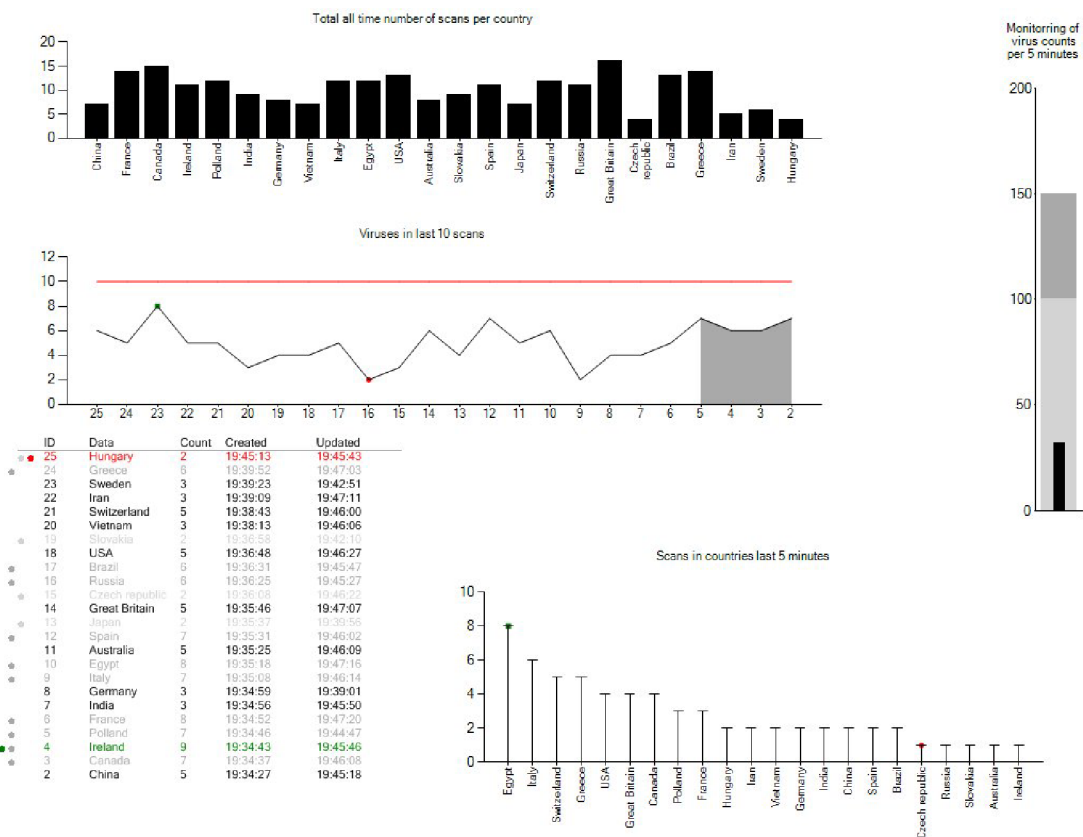 Total all time number of scans per country
20
15
10
5
0
China
France
Canada
Ireland
Polland
India
Germany
Vietnam
Italy
Egypt
USA
Australia
Slovakia
Spain
Japan
Switzerland
Russia
Great Britain
Czech
republic
Brazil
Greece
Iran
Sweden
Hungary
Monitorring of
virus counts
per 5 minutes
200
150
100
50
0
Viruses in last 10 scans
12
10
8
6
4
2
0
25 24 23 22 21 20 19 18 17 16 15 14 13 12 11 10 9 8 7 6 5 4 3 2
ID Data Count Created Updated
25 Hungary 2 19:45:13 19:45:43
24 Greece 6 19:39:52 19:47:03
23 Sweden 3 19:39:23 19:42:51
22 Iran 3 19:39:09 19:47:11
21 Switzerland 5 19:38:43 19:46:00
20 Vietnam 3 19:38:13 19:46:06
19 Slovakia 2 19:36:58 19:42:10
18 USA 5 19:36:48 19:46:27
17 Brazil 6 19:36:31 19:45:47
16 Russia 6 19:36:25 19:45:27
15 Czech republic 2 19:36:08 19:46:22
14 Great Britain 5 19:35:46 19:47:07
13 Japan 2 19:35:37 19:39:56
12 Spain 7 19:35:31 19:46:02
11 Australia 5 19:35:25 19:46:09
10 Egypt 8 19:35:18 19:47:16
9 Italy 7 19:35:08 19:46:14
8 Germany 3 19:34:59 19:39:01
7 India 3 19:34:56 19:45:50
6 France 8 19:34:52 19:47:20
5 Polland 7 19:34:46 19:44:47
4 Ireland 9 19:34:43 19:45:46
3 Canada 7 19:34:37 19:46:08
2 China 5 19:34:27 19:45:18
Scans in countries last 5 minutes
10
8
6
4
2
0
Egypt
Italy
Switzerland
Greece
USA
Great Britain
Canada
Polland
France
Hungary
Iran
Vietnam
Germany
India
China
Spain
Brazil
Czech republic
Russia
Slovakia
Australia
Ireland